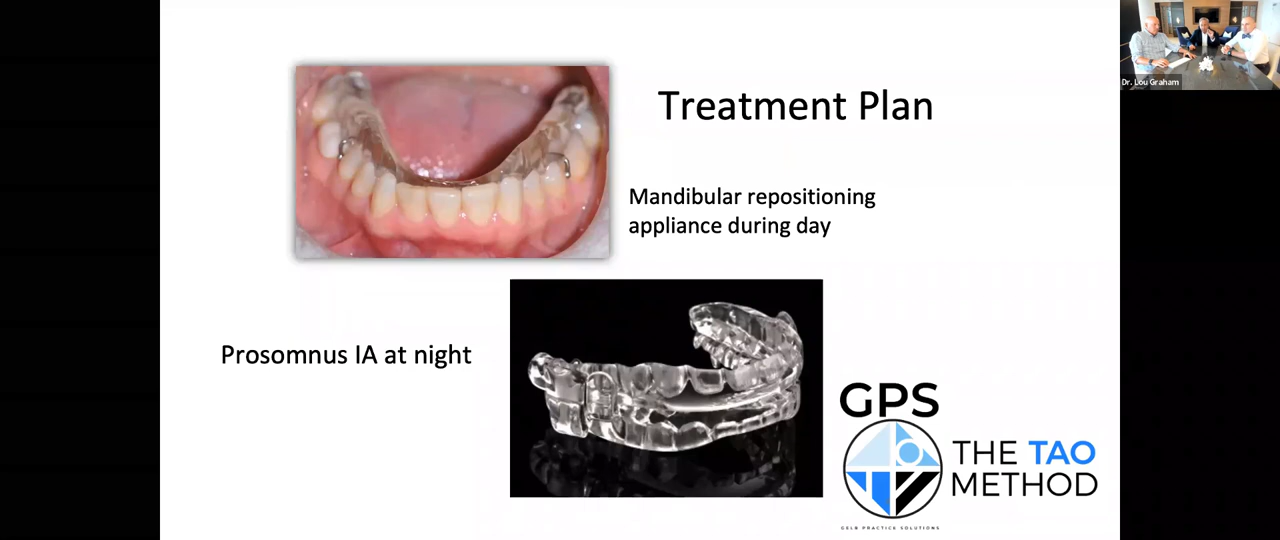 Dr. Lou Graham
Treatment Plan
Mandibular repositioning
appliance during day
Prosomnus IA at night
GPS
THE TAO
METHOD
GELB PRACTICE SOLUTIONS